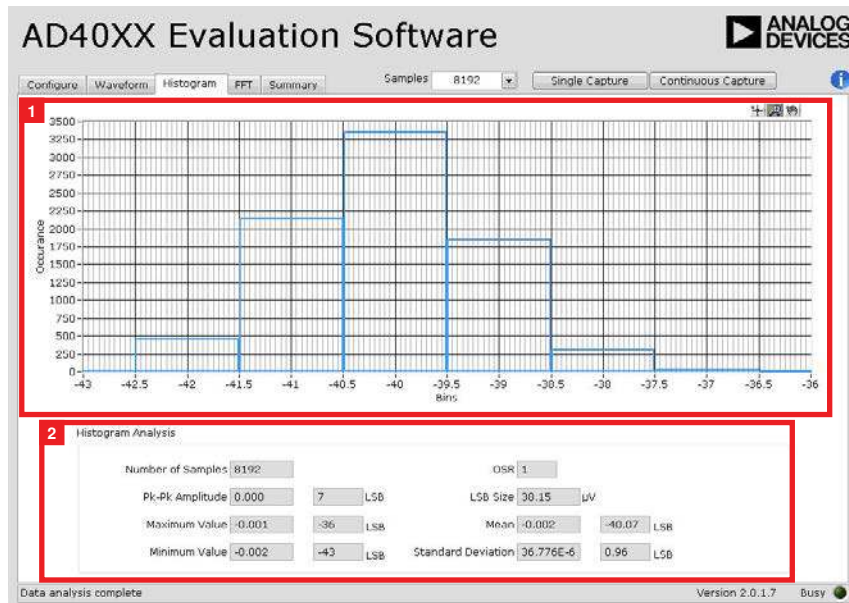 AD40XX Evaluation Software
ANALOG
DEVICES
Configure Waveform Histogram FFT Summary Samples 8192 Single Capture Continuous Capture i
1
3500
3250
3000
2750
2500
2250
2000
1750
1500
1250
1000
750
500
250
0
Occurance
-43 -42.5 -42 -41.5 -41 -40.5 -40 -39.5 -39 -38.5 -38 -37.5 -37 -36.5 -36
Bins
2 Histogram Analysis
Number of Samples 8192 OSR 1
Pk-Pk Amplitude 0.000 7 LSB LSB Size 38.15 µV
Maximum Value -0.001 -36 LSB Mean -0.002 -40.07 LSB
Minimum Value -0.002 -43 LSB Standard Deviation 36.776E-6 0.96 LSB
Data analysis complete Version 2.0.1.7 Busy